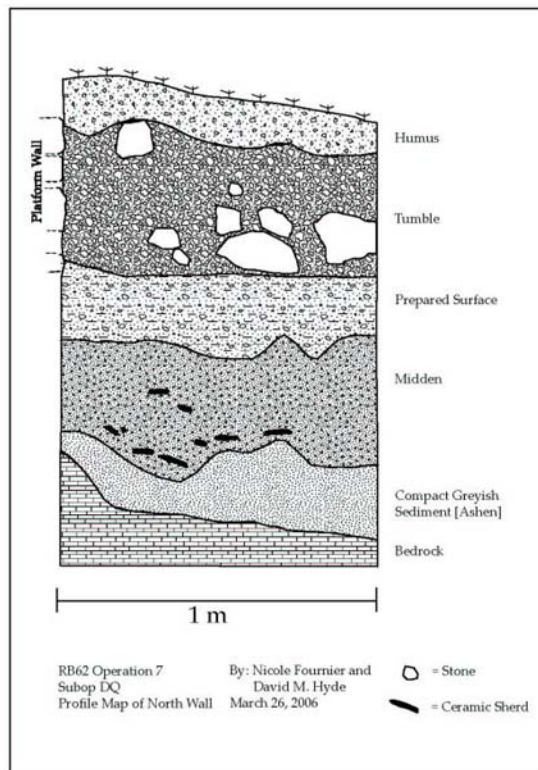 Platform Wall
Humus
Tumble
Prepared Surface
Midden
Compact Greyish
Sediment [Ashen]
Bedrock
1 m
RB62 Operation 7
Subop DQ
Profile Map of North Wall
By: Nicole Fournier and
David M. Hyde
March 26, 2006
= Stone
= Ceramic Sherd